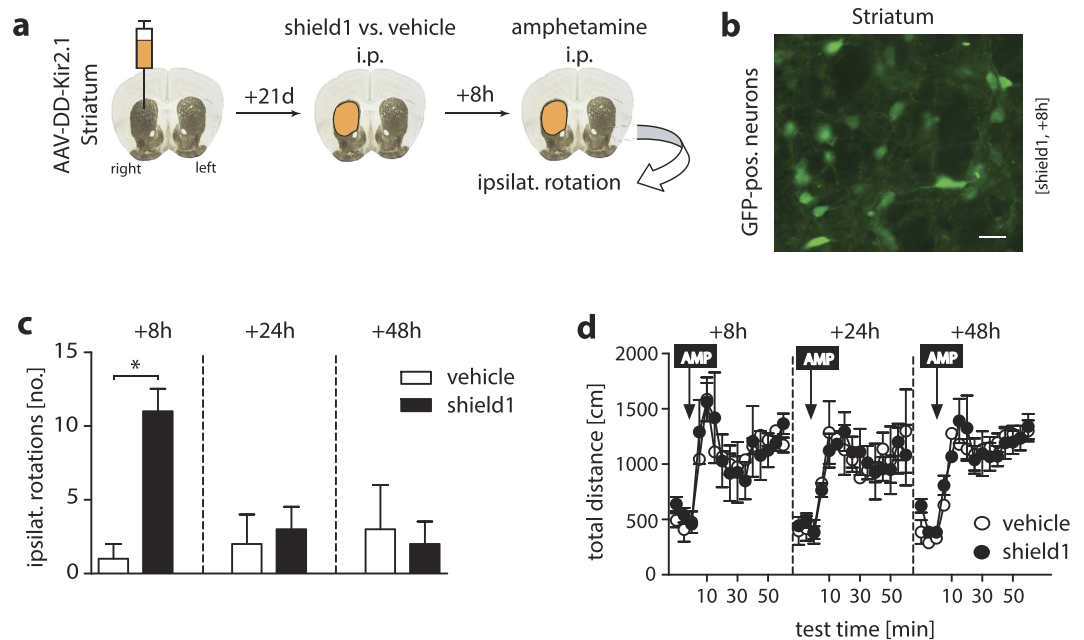 a
AAV-DD-Kir2.1
Striatum
right
left
+21d
shield1 vs. vehicle
i.p.
+8h
amphetamine
i.p.
ipsilat. rotation
b
Striatum
GFP-pos. neurons
[shield1, +8h]
c
+8h
+24h
+48h
ipsilat. rotations [no.]
15
10
5
0
*
vehicle
shield1
d
+8h
+24h
+48h
AMP
AMP
AMP
total distance [cm]
2000
1500
1000
500
0
vehicle
shield1
10 30 50 10 30 50 10 30 50
test time [min]